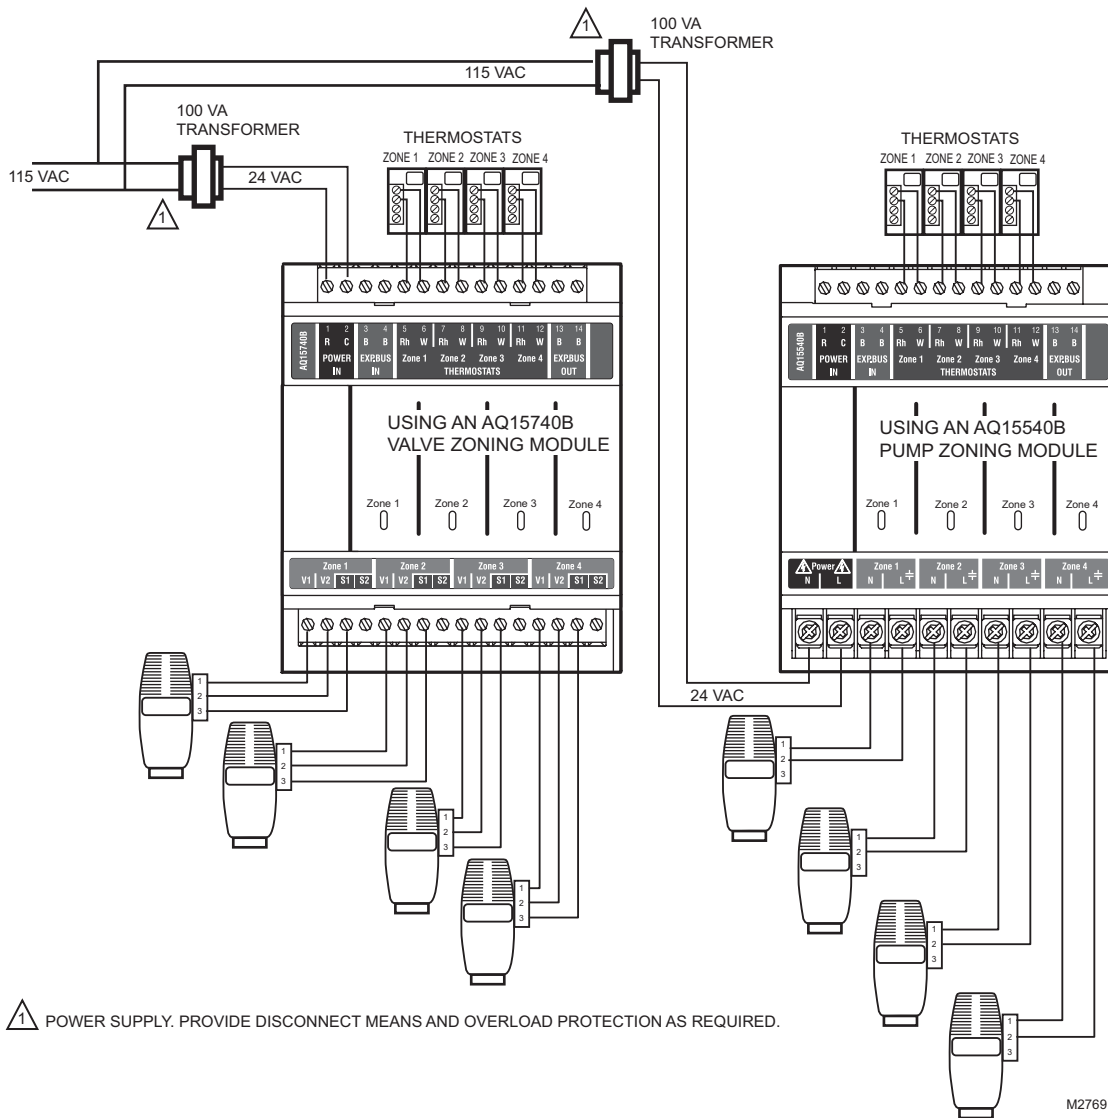 1
100 VA
TRANSFORMER
115 VAC
100 VA
TRANSFORMER
115 VAC
24 VAC
1
THERMOSTATS
ZONE 1 ZONE 2 ZONE 3 ZONE 4
THERMOSTATS
ZONE 1 ZONE 2 ZONE 3 ZONE 4
AQ15740B
1 2 3 4 5 6 7 8 9 10 11 12 13 14
R C B B Rh W Rh W Rh W Rh W B B
POWER EXP.BUS Zone 1 Zone 2 Zone 3 Zone 4 EXP.BUS
IN IN THERMOSTATS OUT
USING AN AQ15740B
VALVE ZONING MODULE
Zone 1 Zone 2 Zone 3 Zone 4
Zone 1 Zone 2 Zone 3 Zone 4
V1 V2 S1 S2 V1 V2 S1 S2 V1 V2 S1 S2 V1 V2 S1 S2
1
2
3
1
2
3
1
2
3
1
2
3
AQ15540B
1 2 3 4 5 6 7 8 9 10 11 12 13 14
R C B B Rh W Rh W Rh W Rh W B B
POWER EXP.BUS Zone 1 Zone 2 Zone 3 Zone 4 EXP.BUS
IN IN THERMOSTATS OUT
USING AN AQ15540B
PUMP ZONING MODULE
Zone 1 Zone 2 Zone 3 Zone 4
Power Zone 1 Zone 2 Zone 3 Zone 4
N L N L N L N L N L
24 VAC
1
2
3
1
2
3
1
2
3
1
2
3
1 POWER SUPPLY. PROVIDE DISCONNECT MEANS AND OVERLOAD PROTECTION AS REQUIRED.
M2769